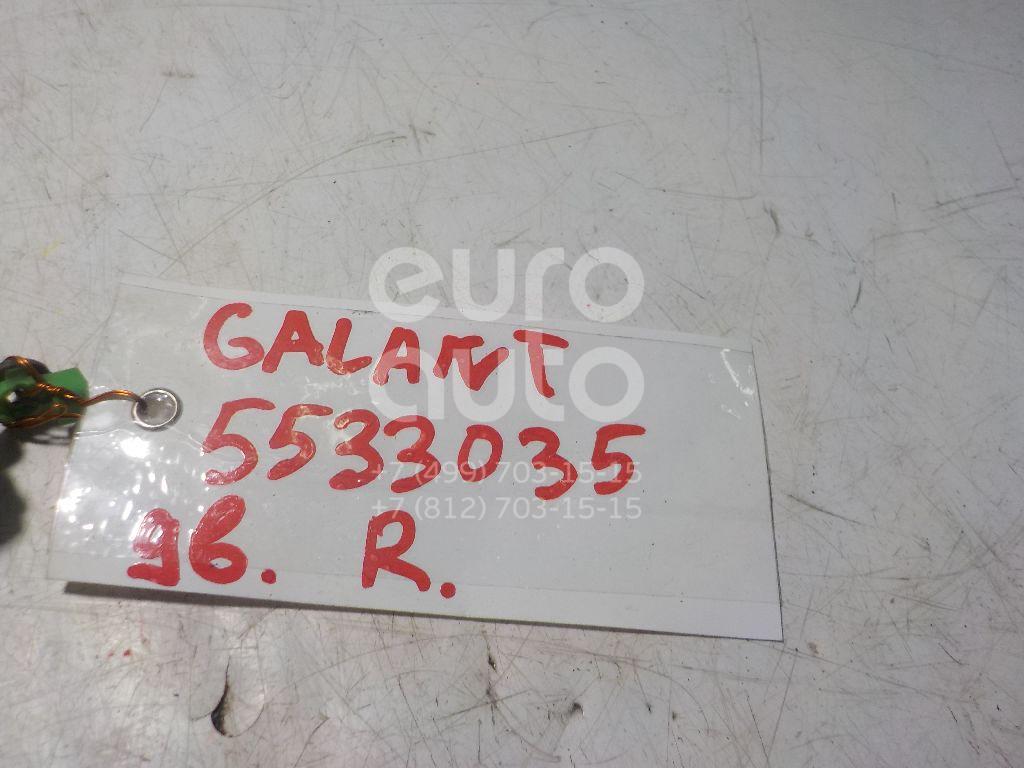 euro
auto
GALANT
5533035
+7 (499) 703-15-15
+7 (812) 703-15-15
96. R.